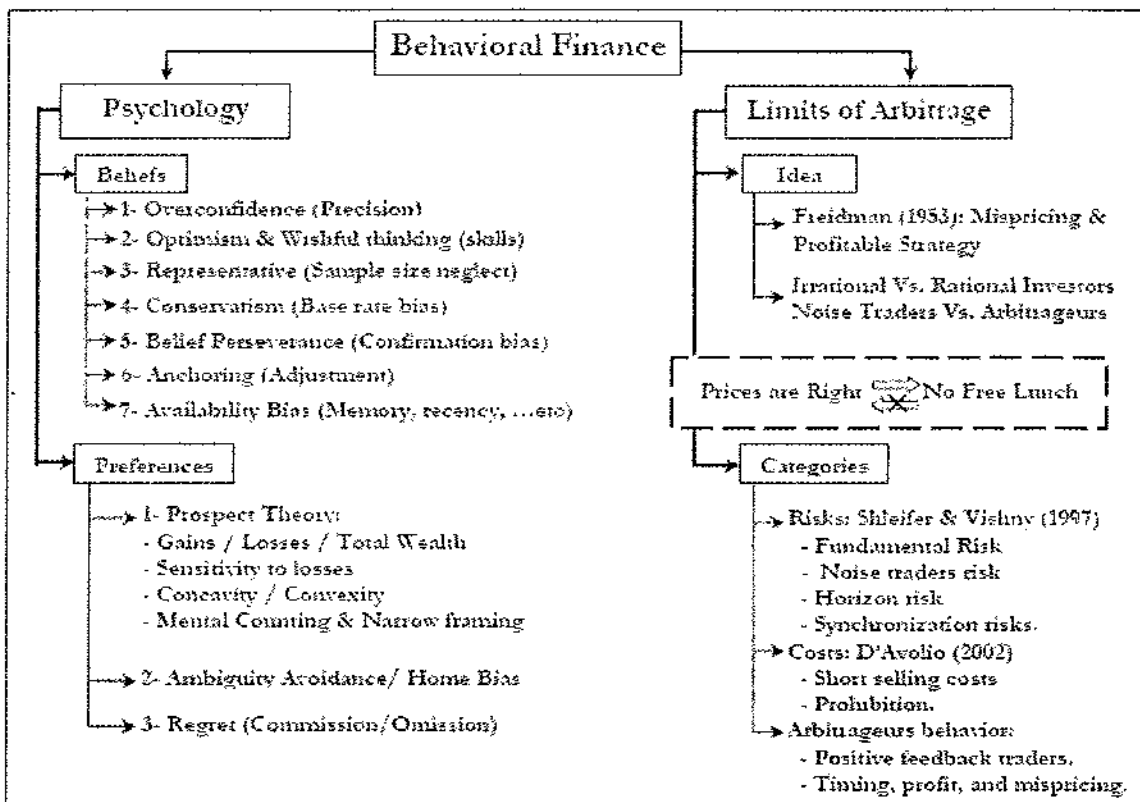 Behavioral Finance
Psychology
Beliefs
1- Overconfidence (Precision)
2- Optimism & Wishful thinking (skills)
3- Representative (Sample size neglect)
4- Conservatism (Base rate bias)
5- Belief Perseverance (Confirmation bias)
6- Anchoring (Adjustment)
7- Availability Bias (Memory, recency, ...etc)
Preferences
1- Prospect Theory:
- Gains / Losses / Total Wealth
- Sensitivity to losses
- Concavity / Convexity
- Mental Counting & Narrow framing
2- Ambiguity Avoidance/ Home Bias
3- Regret (Commission/Omission)
Limits of Arbitrage
Idea
Freidman (1953): Mispricing &
Profitable Strategy
Irrational Vs. Rational Investors
Noise Traders Vs. Arbitrageurs
Prices are Right No Free Lunch
Categories
Risks: Shleifer & Vishny (1997)
- Fundamental Risk
- Noise traders risk
- Horizon risk
- Synchronization risks.
Costs: D'Avolio (2002)
- Short selling costs
- Prohibition.
Arbitrageurs behavior:
- Positive feedback traders.
- Timing, profit, and mispricing.